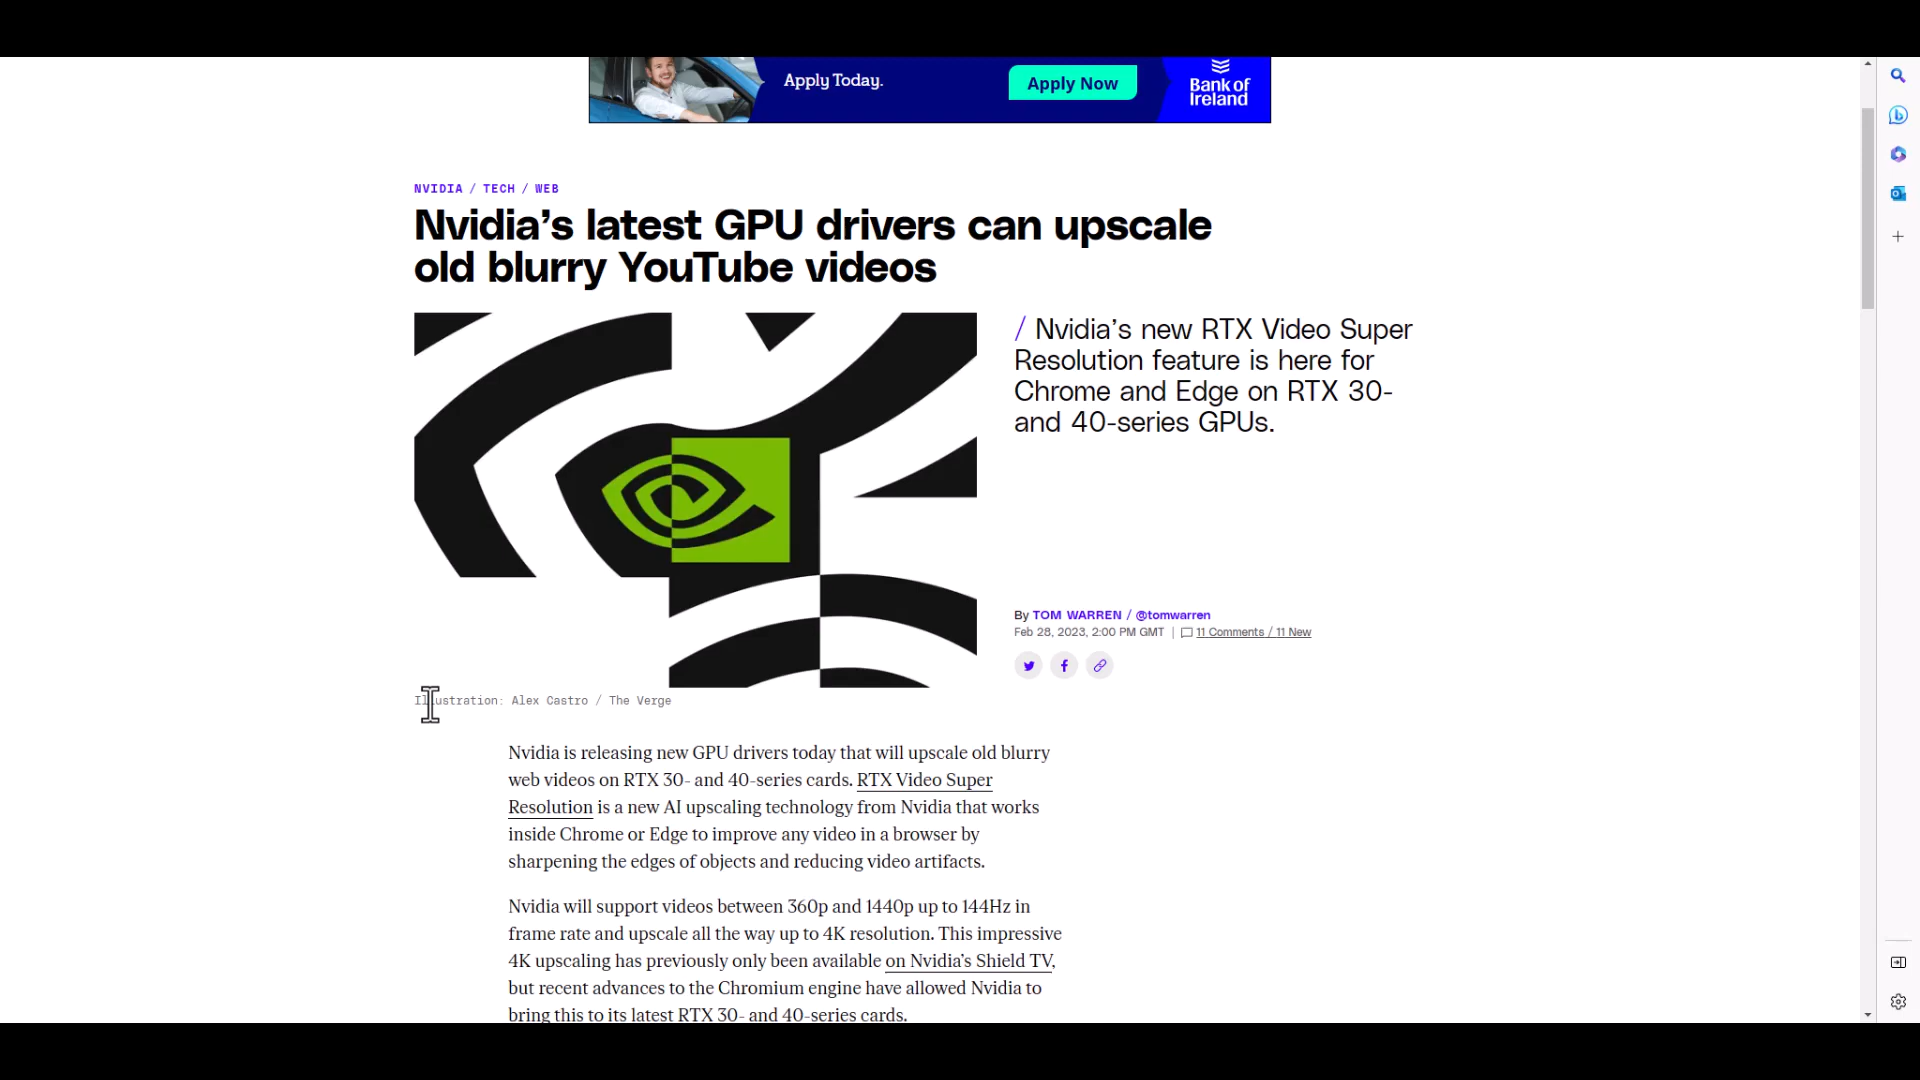 Apply Today.
Apply Now
Bank of
Ireland
NVIDIA / TECH / WEB
Nvidia’s latest GPU drivers can upscale
old blurry YouTube videos
/ Nvidia’s new RTX Video Super
Resolution feature is here for
Chrome and Edge on RTX 30-
and 40-series GPUs.
By TOM WARREN / @tomwarren
Feb 28, 2023, 2:00 PM GMT | 11 Comments / 11 New
Illustration: Alex Castro / The Verge
Nvidia is releasing new GPU drivers today that will upscale old blurry
web videos on RTX 30- and 40-series cards. RTX Video Super
Resolution is a new AI upscaling technology from Nvidia that works
inside Chrome or Edge to improve any video in a browser by
sharpening the edges of objects and reducing video artifacts.
Nvidia will support videos between 360p and 1440p up to 144Hz in
frame rate and upscale all the way up to 4K resolution. This impressive
4K upscaling has previously only been available on Nvidia’s Shield TV,
but recent advances to the Chromium engine have allowed Nvidia to
bring this to its latest RTX 30- and 40-series cards.